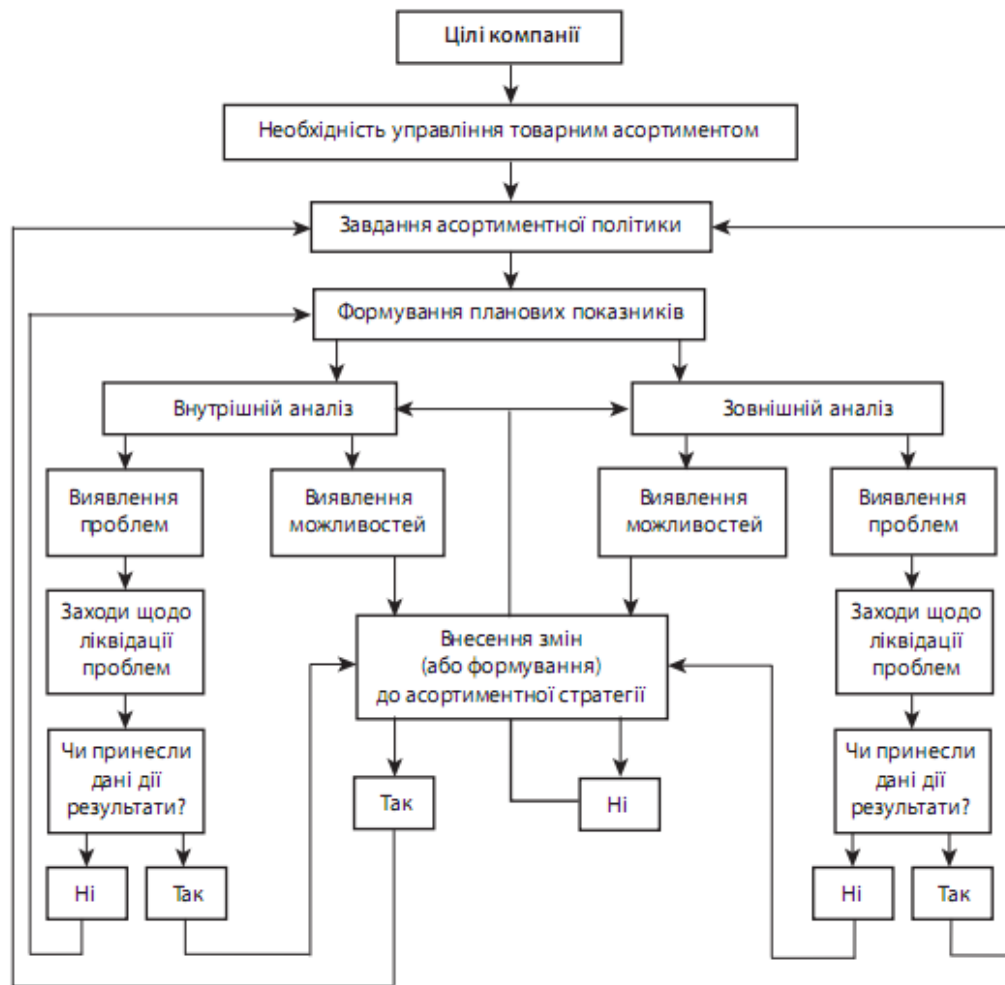 Цілі компанії
Необхідність управління товарним асортиментом
Завдання асортиментної політики
Формування планових показників
Внутрішній аналіз
Зовнішній аналіз
Виявлення
проблем
Виявлення
можливостей
Виявлення
можливостей
Виявлення
проблем
Заходи щодо
ліквідації
проблем
Внесення змін
(або формування)
до асортиментної стратегії
Заходи щодо
ліквідації
проблем
Чи принесли
дані дії
результати?
Так
Ні
Чи принесли
дані дії
результати?
Ні
Так
Ні
Так